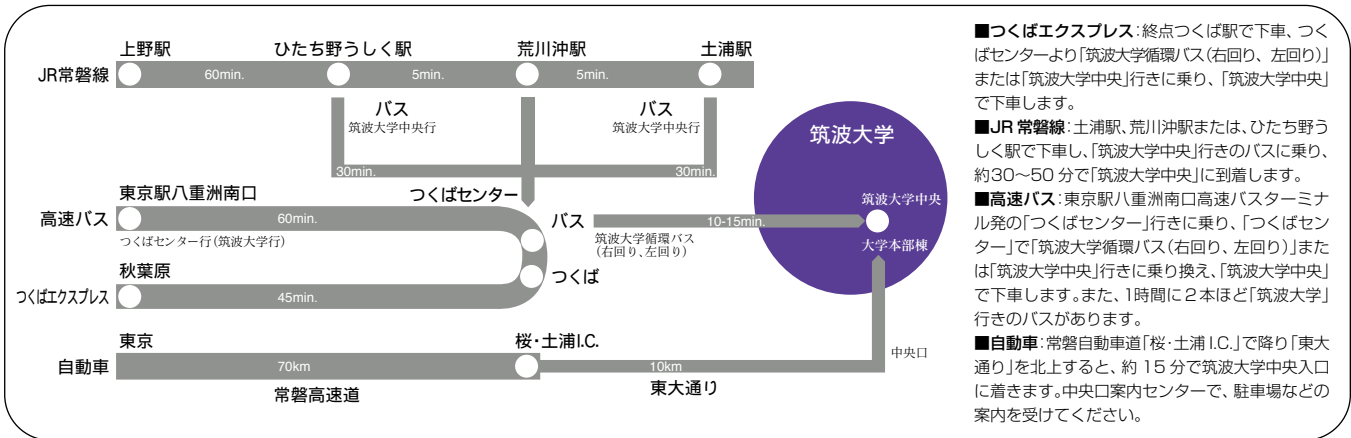 上野駅
ひたち野うしく駅
荒川沖駅
土浦駅
JR常磐線
60min.
5min.
5min.
バス
筑波大学中央行
バス
筑波大学中央行
30min.
30min.
筑波大学
東京駅八重洲南口
つくばセンター
高速バス
60min.
つくばセンター行(筑波大学行)
バス
10-15min.
筑波大学循環バス
(右回り、左回り)
筑波大学中央
大学本部棟
秋葉原
つくば
つくばエクスプレス
45min.
東京
桜・土浦I.C.
中央口
自動車
70km
10km
常磐高速道
東大通り
■つくばエクスプレス:終点つくば駅で下車、つく
ばセンターより「筑波大学循環バス(右回り、左回り)」
または「筑波大学中央」行きに乗り、「筑波大学中央」
で下車します。
■JR 常磐線:土浦駅、荒川沖駅または、ひたち野う
しく駅で下車し、「筑波大学中央」行きのバスに乗り、
約30〜50 分で「筑波大学中央」に到着します。
■高速バス:東京駅八重洲南口高速バスターミナ
ル発の「つくばセンター」行きに乗り、「つくばセン
ター」で「筑波大学循環バス(右回り、左回り)」また
は「筑波大学中央」行きに乗り換え、「筑波大学中央」
で下車します。また、1時間に2本ほど「筑波大学」
行きのバスがあります。
■自動車:常磐自動車道「桜・土浦 I.C.」で降り「東大
通り」を北上すると、約 15 分で筑波大学中央入口
に着きます。中央口案内センターで、駐車場などの
案内を受けてください。